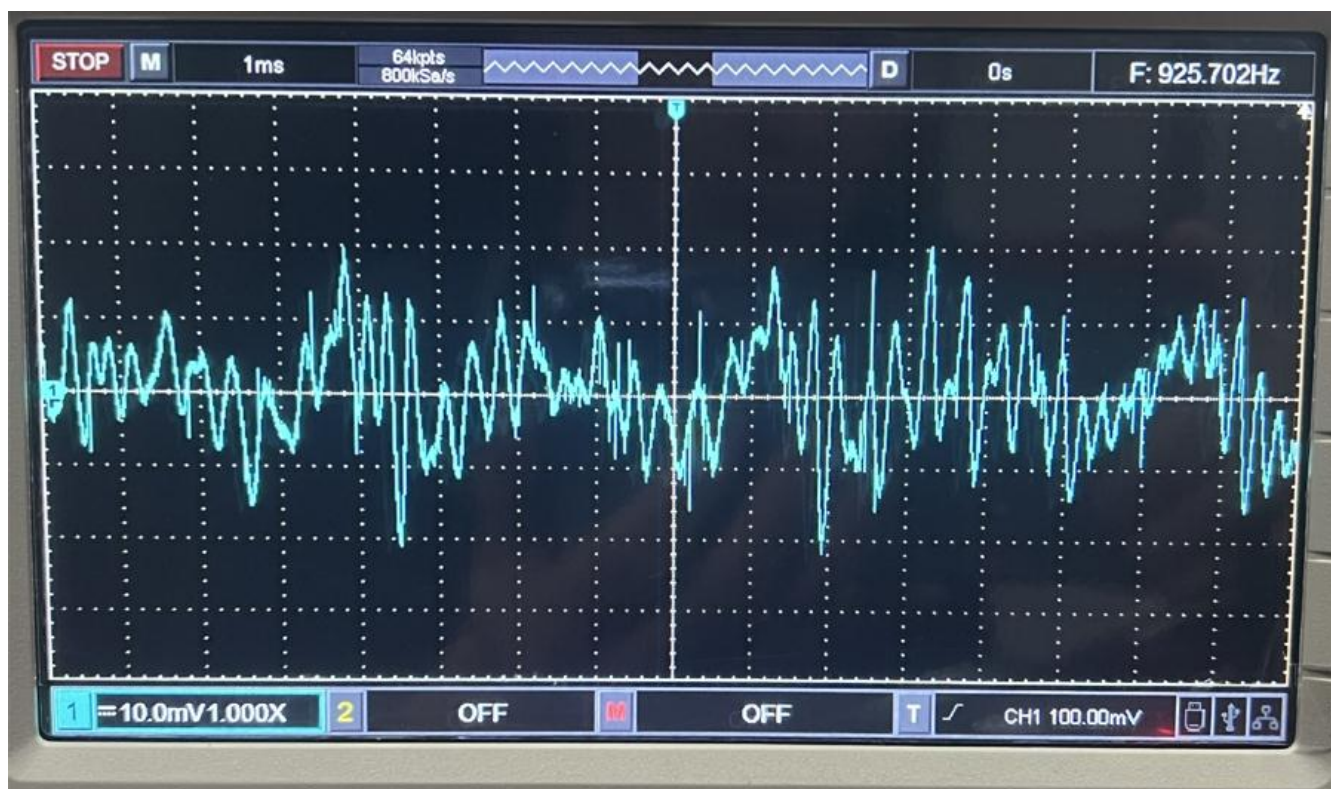 STOP M 1ms 64kpts D 0s F: 925.702Hz
800kSa/s
T
1
1 10.0mV1.000X 2 OFF M OFF T CH1 100.00mV